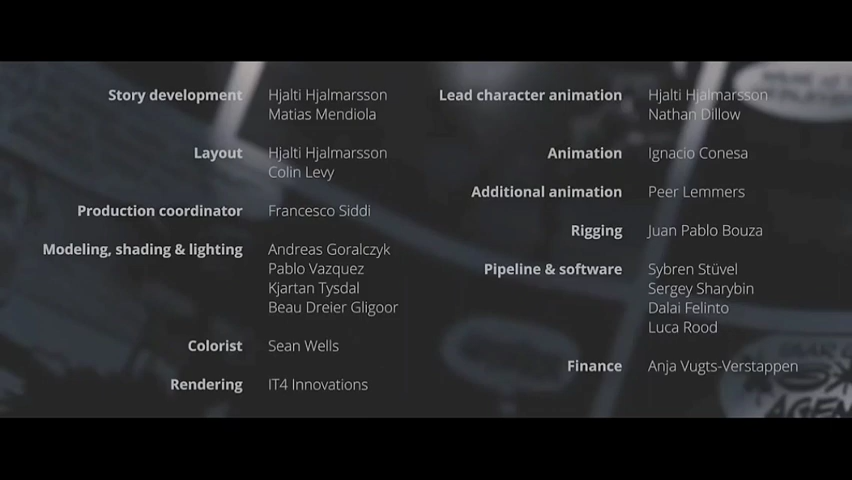 Story development Hjalti Hjalmarsson
Matias Mendiola
Layout Hjalti Hjalmarsson
Colin Levy
Production coordinator Francesco Siddi
Modeling, shading & lighting Andreas Goralczyk
Pablo Vazquez
Kjartan Tysdal
Beau Dreier Gligoor
Colorist Sean Wells
Rendering IT4 Innovations
Lead character animation Hjalti Hjalmarsson
Nathan Dillow
Animation Ignacio Conesa
Additional animation Peer Lemmers
Rigging Juan Pablo Bouza
Pipeline & software Sybren Stüvel
Sergey Sharybin
Dalai Felinto
Luca Rood
Finance Anja Vugts-Verstappen